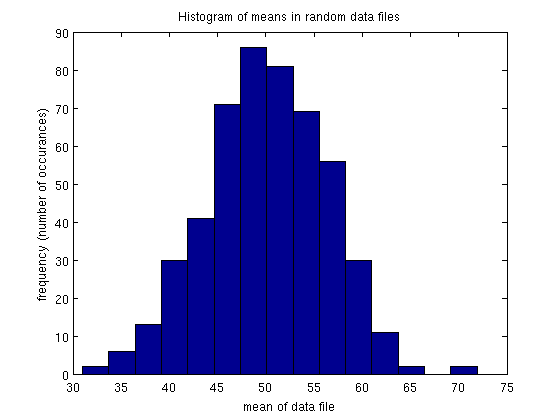 Histogram of means in random data files
frequency (number of occurances)
90
80
70
60
50
40
30
20
10
0
30 35 40 45 50 55 60 65 70 75
mean of data file